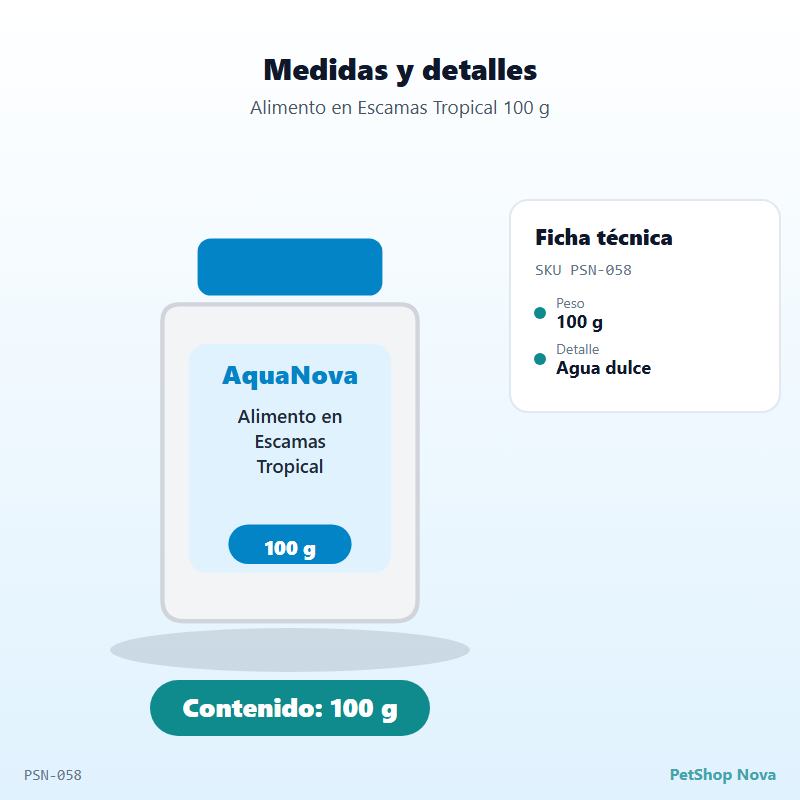 Medidas y detalles
Alimento en Escamas Tropical 100 g
AquaNova
Alimento en
Escamas
Tropical
100 g
Contenido: 100 g
Ficha técnica
SKU PSN-058
Peso
100 g
Detalle
Agua dulce
PSN-058
PetShop Nova